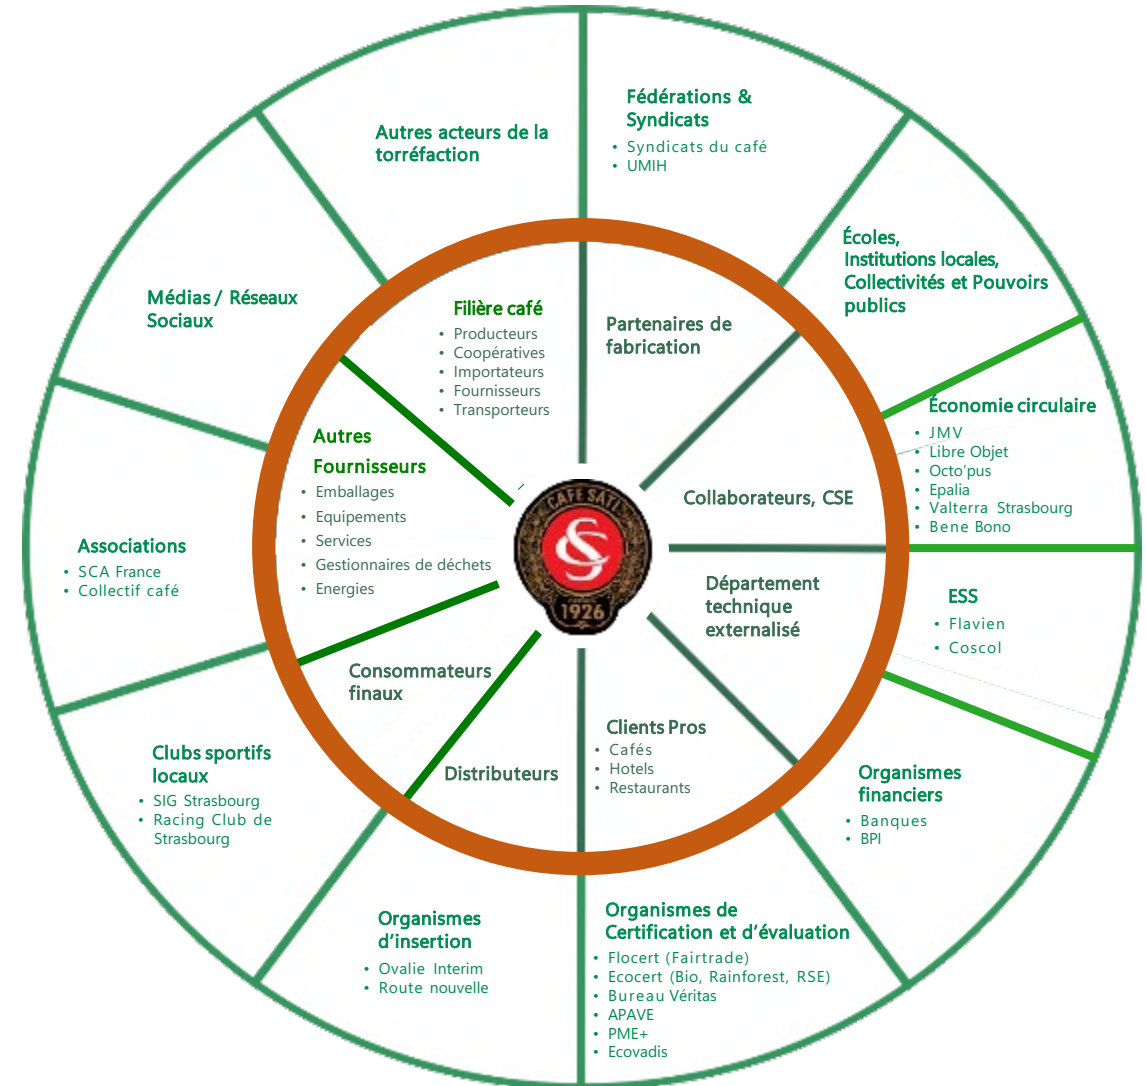 Fédérations &
Syndicats
• Syndicats du café
• UMIH
Autres acteurs de la
torréfaction
Écoles,
Institutions locales,
Collectivités et Pouvoirs
publics
Médias / Réseaux
Sociaux
Filière café
• Producteurs
• Coopératives
• Importateurs
• Fournisseurs
• Transporteurs
Partenaires de
fabrication
Économie circulaire
• JMV
• Libre Objet
• Octo’pus
• Epalia
• Valterra Strasbourg
• Bene Bono
Autres
Fournisseurs
• Emballages
• Equipements
• Services
• Gestionnaires de déchets
• Energies
Collaborateurs, CSE
CAFE SATI
1926
Associations
• SCA France
• Collectif café
Département
technique
externalisé
ESS
• Flavien
• Coscol
Consommateurs
finaux
Clients Pros
• Cafés
• Hotels
• Restaurants
Distributeurs
Clubs sportifs
locaux
• SIG Strasbourg
• Racing Club de
Strasbourg
Organismes
financiers
• Banques
• BPI
Organismes
d’insertion
• Ovalie Interim
• Route nouvelle
Organismes de
Certification et d’évaluation
• Flocert (Fairtrade)
• Ecocert (Bio, Rainforest, RSE)
• Bureau Véritas
• APAVE
• PME+
• Ecovadis